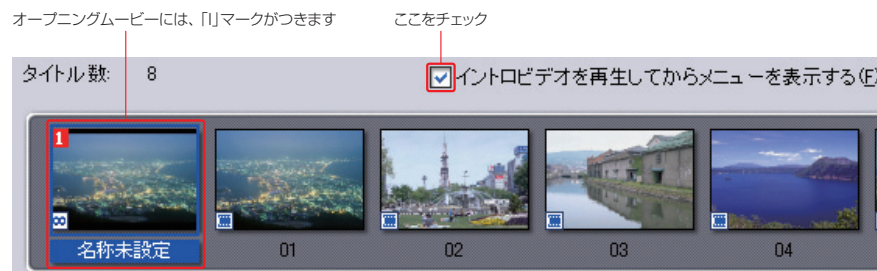 オープニングムービーには、「I」マークがつきます
ここをチェック
タイトル数: 8
イントロビデオを再生してからメニューを表示する(F)
1
名称未設定
01
02
03
04